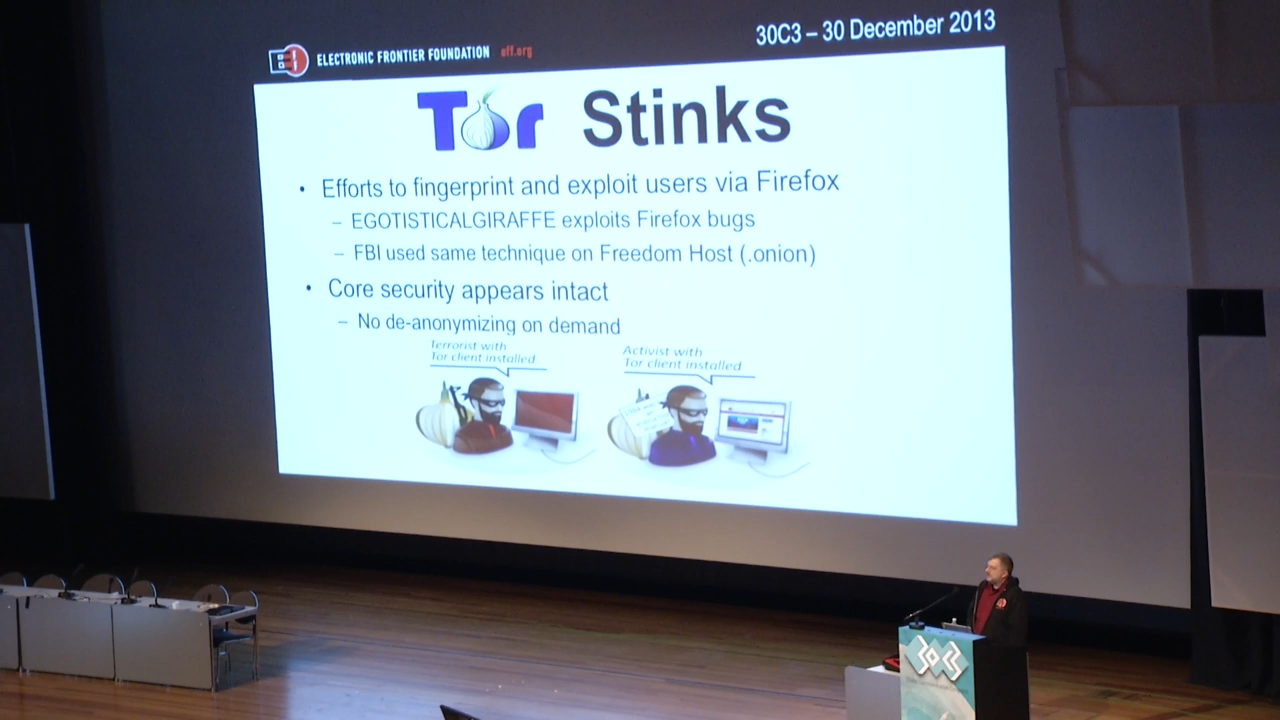 30C3 – 30 December 2013
ELECTRONIC FRONTIER FOUNDATION eff.org
Tor Stinks
• Efforts to fingerprint and exploit users via Firefox
– EGOTISTICALGIRAFFE exploits Firefox bugs
– FBI used same technique on Freedom Host (.onion)
• Core security appears intact
– No de-anonymizing on demand
Terrorist with
Tor client installed
Activist with
Tor client installed
30C3